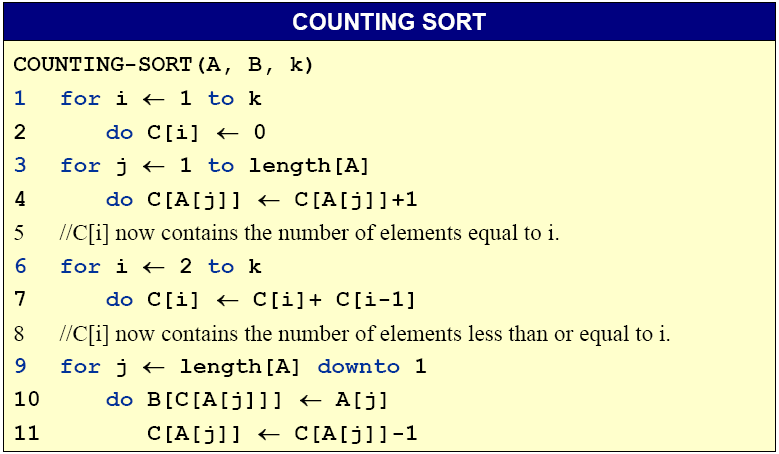 COUNTING SORT
COUNTING-SORT(A, B, k)
1 for i ← 1 to k
2 do C[i] ← 0
3 for j ← 1 to length[A]
4 do C[A[j]] ← C[A[j]]+1
5 //C[i] now contains the number of elements equal to i.
6 for i ← 2 to k
7 do C[i] ← C[i]+ C[i-1]
8 //C[i] now contains the number of elements less than or equal to i.
9 for j ← length[A] downto 1
10 do B[C[A[j]]] ← A[j]
11 C[A[j]] ← C[A[j]]-1